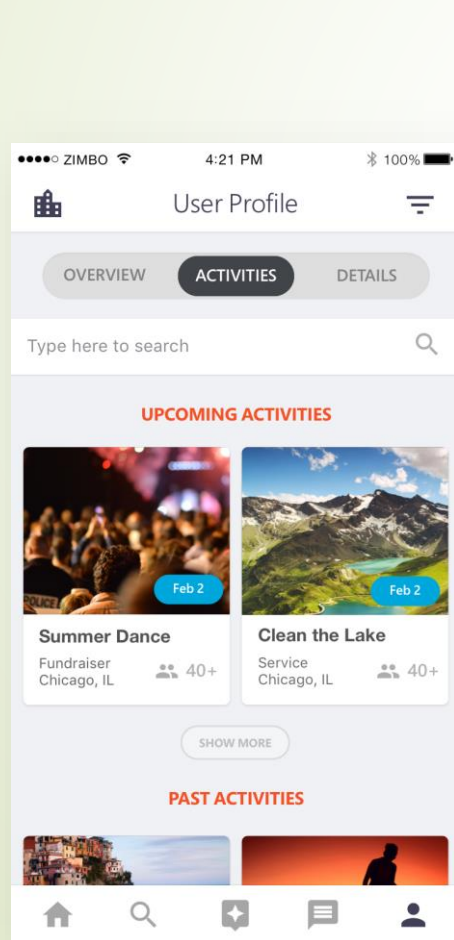 ZIMBO 4:21 PM 100%
User Profile
OVERVIEW ACTIVITIES DETAILS
Type here to search
UPCOMING ACTIVITIES
POLICE
Feb 2 Feb 2
Summer Dance Clean the Lake
Fundraiser Service
Chicago, IL 40+ Chicago, IL 40+
SHOW MORE
PAST ACTIVITIES